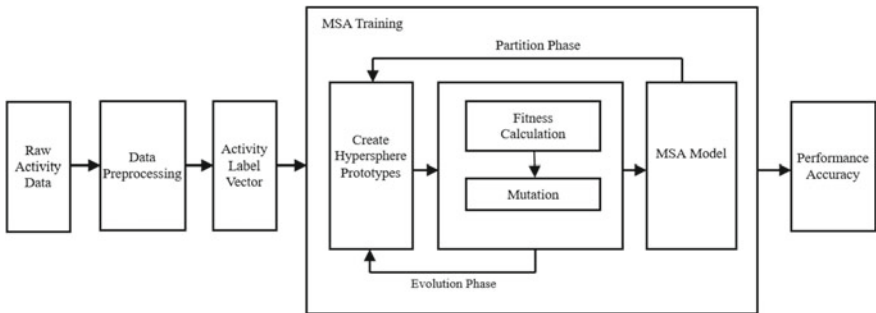 MSA Training
Partition Phase
Raw
Activity
Data
Data
Preprocessing
Activity
Label
Vector
Create
Hypersphere
Prototypes
Fitness
Calculation
Mutation
MSA Model
Performance
Accuracy
Evolution Phase